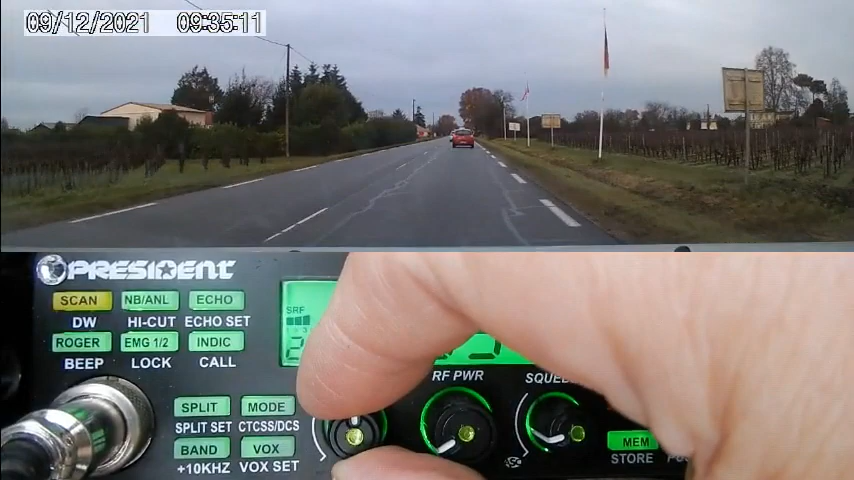 09/12/2021 09:35:11
PRESIDENT
SCAN NB/ANL ECHO
DW HI-CUT ECHO SET
SRF
ROGER EMG 1/2 INDIC
BEEP LOCK CALL
RF PWR
SPLIT MODE
SPLIT SET CTCSS/DCS
BAND VOX
MEM
+10KHZ VOX SET
STORE